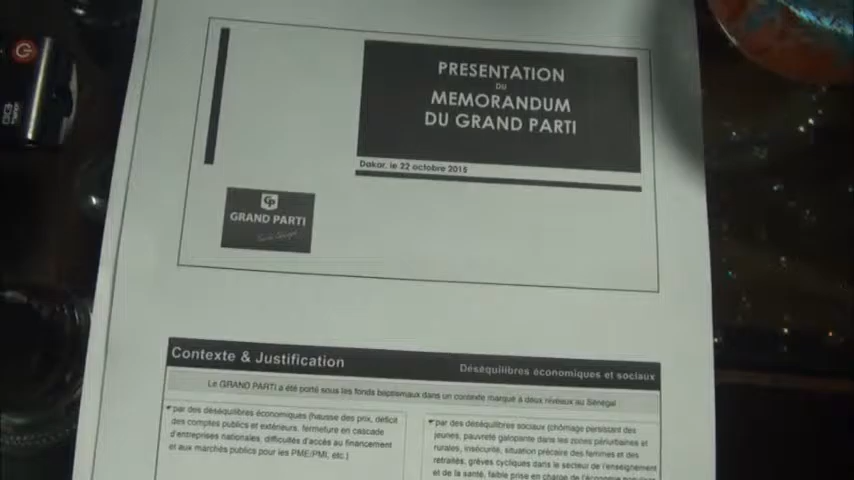 PRESENTATION
DU
MEMORANDUM
DU GRAND PARTI
Dakar, le 22 octobre 2015
GP
GRAND PARTI
Contexte & Justification
Déséquilibres économiques et sociaux
Le GRAND PARTI a été porté sous les fonds baptismaux dans un contexte marqué à deux niveaux au Sénégal
par des déséquilibres économiques (hausse des prix, déficit
des comptes publics et extérieurs, fermeture en cascade
d'entreprises nationales, difficultés d'accès au financement
et aux marchés publics pour les PME/PMI, etc.)
par des déséquilibres sociaux (chômage persistant des
jeunes, pauvreté galopante dans les zones périurbaines et
rurales, insécurité, situation précaire des femmes et des
retraités, grèves cycliques dans le secteur de l'enseignement
et de la santé, faible prise en charge de l'économie